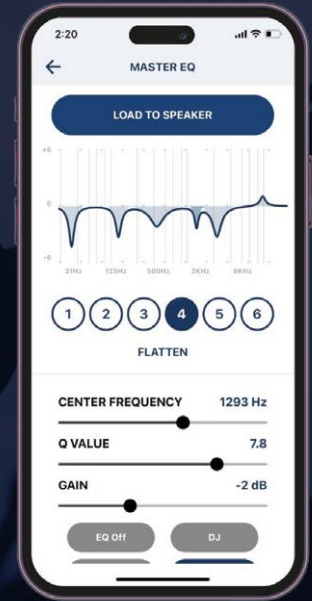 2:20
MASTER EQ
LOAD TO SPEAKER
+6
0
-6
31Hz 125Hz 500Hz 2KHz 8KHz
1 2 3 4 5 6
FLATTEN
CENTER FREQUENCY 1293 Hz
Q VALUE 7.8
GAIN -2 dB
EQ Off DJ